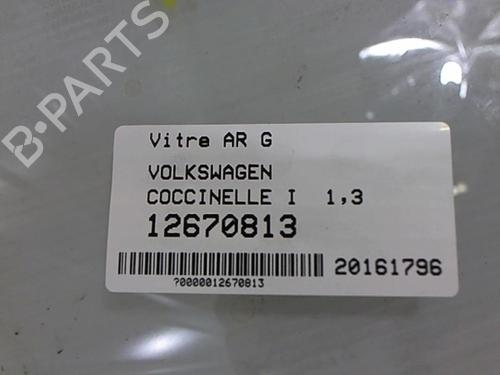 B-PARTS
Vitre AR G
VOLKSWAGEN
COCCINELLE I 1,3
12670813
20161796
?0000012670813